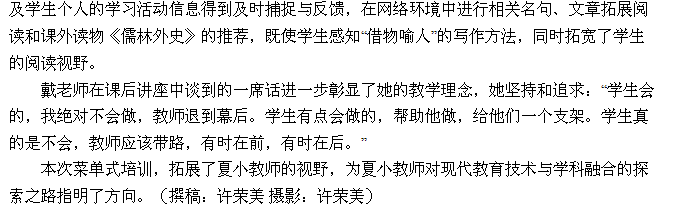 及学生个人的学习活动信息得到及时捕捉与反馈，在网络环境中进行相关名句、文章拓展阅
读和课外读物《儒林外史》的推荐，既使学生感知“借物喻人”的写作方法，同时拓宽了学生
的阅读视野。
戴老师在课后讲座中谈到的一席话进一步彰显了她的教学理念，她坚持和追求：“学生会
的，我绝对不会做，教师退到幕后。学生有点会做的，帮助他做，给他们一个支架。学生真
的是不会，教师应该带路，有时在前，有时在后。”
本次菜单式培训，拓展了夏小教师的视野，为夏小教师对现代教育技术与学科融合的探
索之路指明了方向。（撰稿：许荣美 摄影：许荣美）